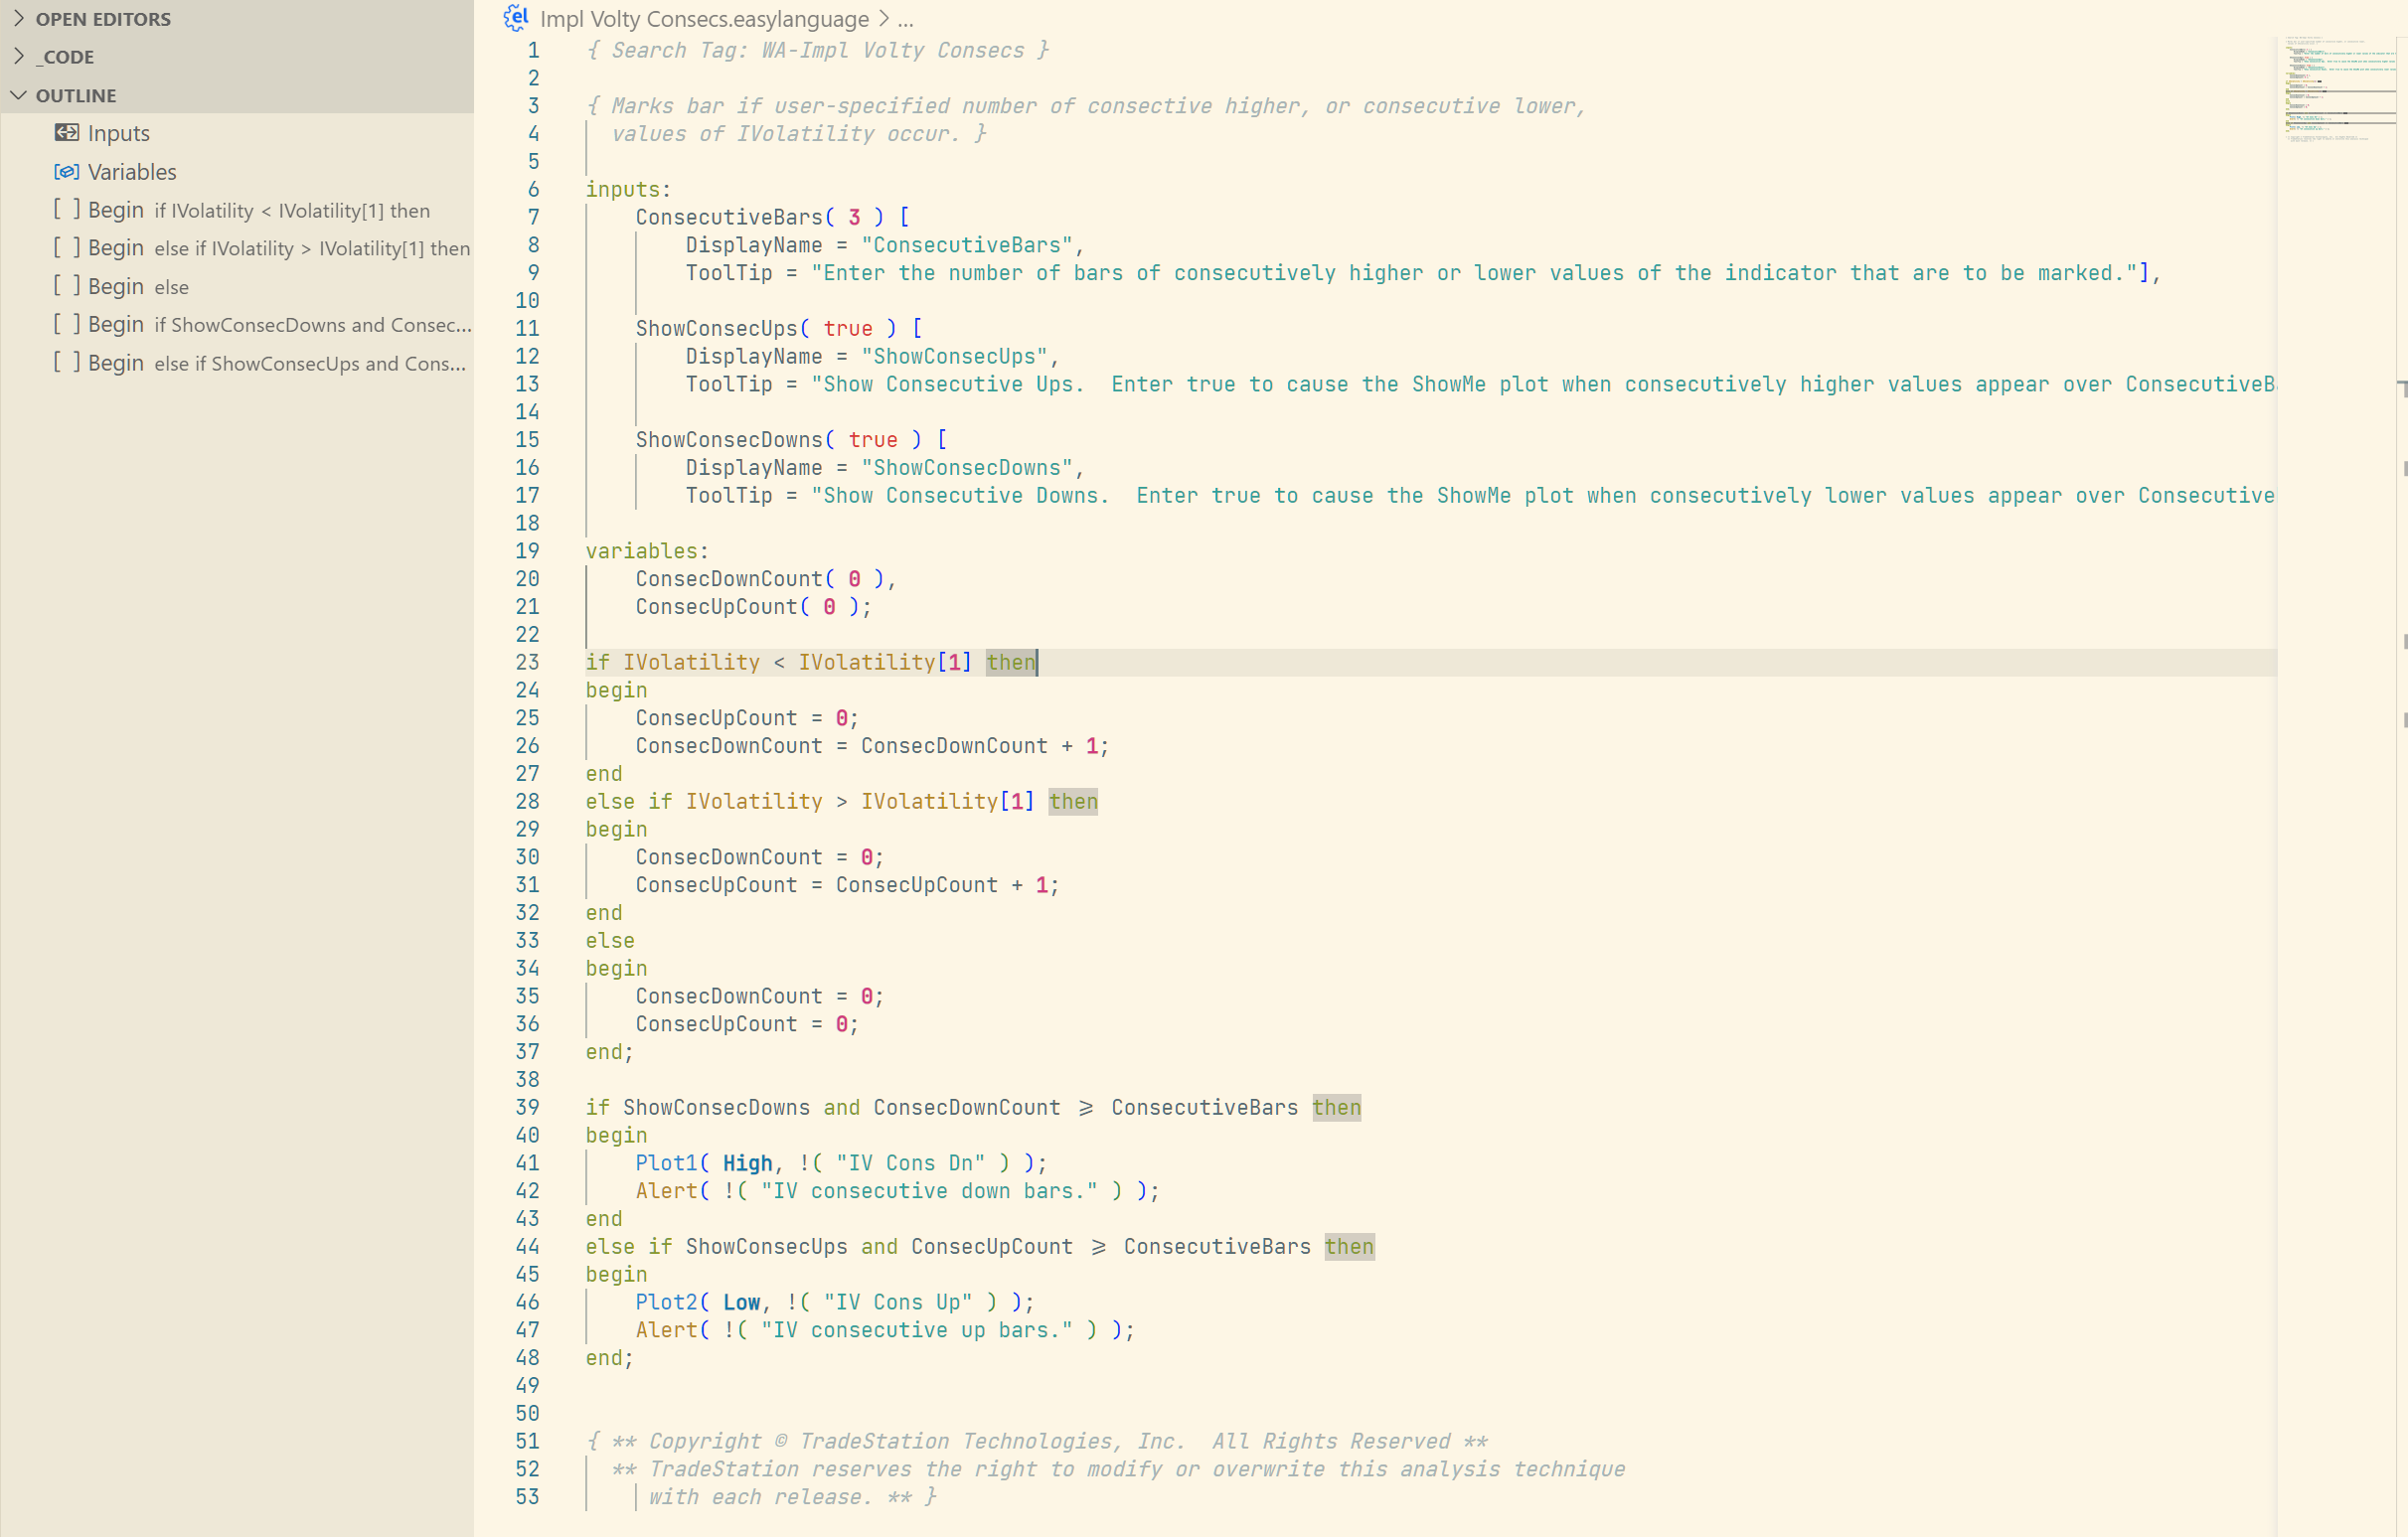 OPEN EDITORS
_CODE
OUTLINE
Inputs
Variables
Begin if IVolatility < IVolatility[1] then
Begin else if IVolatility > IVolatility[1] then
Begin else
Begin if ShowConsecDowns and Consec...
Begin else if ShowConsecUps and Cons...
el Impl Volty Consecs.easylanguage > ...
1 { Search Tag: WA-Impl Volty Consecs }
2
3 { Marks bar if user-specified number of consective higher, or consecutive lower,
4 values of IVolatility occur. }
5
6 inputs:
7 ConsecutiveBars( 3 ) [
8 DisplayName = "ConsecutiveBars",
9 ToolTip = "Enter the number of bars of consecutively higher or lower values of the indicator that are to be marked."],
10
11 ShowConsecUps( true ) [
12 DisplayName = "ShowConsecUps",
13 ToolTip = "Show Consecutive Ups.  Enter true to cause the ShowMe plot when consecutively higher values appear over ConsecutiveB
14
15 ShowConsecDowns( true ) [
16 DisplayName = "ShowConsecDowns",
17 ToolTip = "Show Consecutive Downs.  Enter true to cause the ShowMe plot when consecutively lower values appear over Consecutive
18
19 variables:
20 ConsecDownCount( 0 ),
21 ConsecUpCount( 0 );
22
23 if IVolatility < IVolatility[1] then
24 begin
25 ConsecUpCount = 0;
26 ConsecDownCount = ConsecDownCount + 1;
27 end
28 else if IVolatility > IVolatility[1] then
29 begin
30 ConsecDownCount = 0;
31 ConsecUpCount = ConsecUpCount + 1;
32 end
33 else
34 begin
35 ConsecDownCount = 0;
36 ConsecUpCount = 0;
37 end;
38
39 if ShowConsecDowns and ConsecDownCount ⩾ ConsecutiveBars then
40 begin
41 Plot1( High, !( "IV Cons Dn" ) );
42 Alert( !( "IV consecutive down bars." ) );
43 end
44 else if ShowConsecUps and ConsecUpCount ⩾ ConsecutiveBars then
45 begin
46 Plot2( Low, !( "IV Cons Up" ) );
47 Alert( !( "IV consecutive up bars." ) );
48 end;
49
50
51 { ** Copyright © TradeStation Technologies, Inc.  All Rights Reserved **
52 ** TradeStation reserves the right to modify or overwrite this analysis technique
53 with each release. ** }